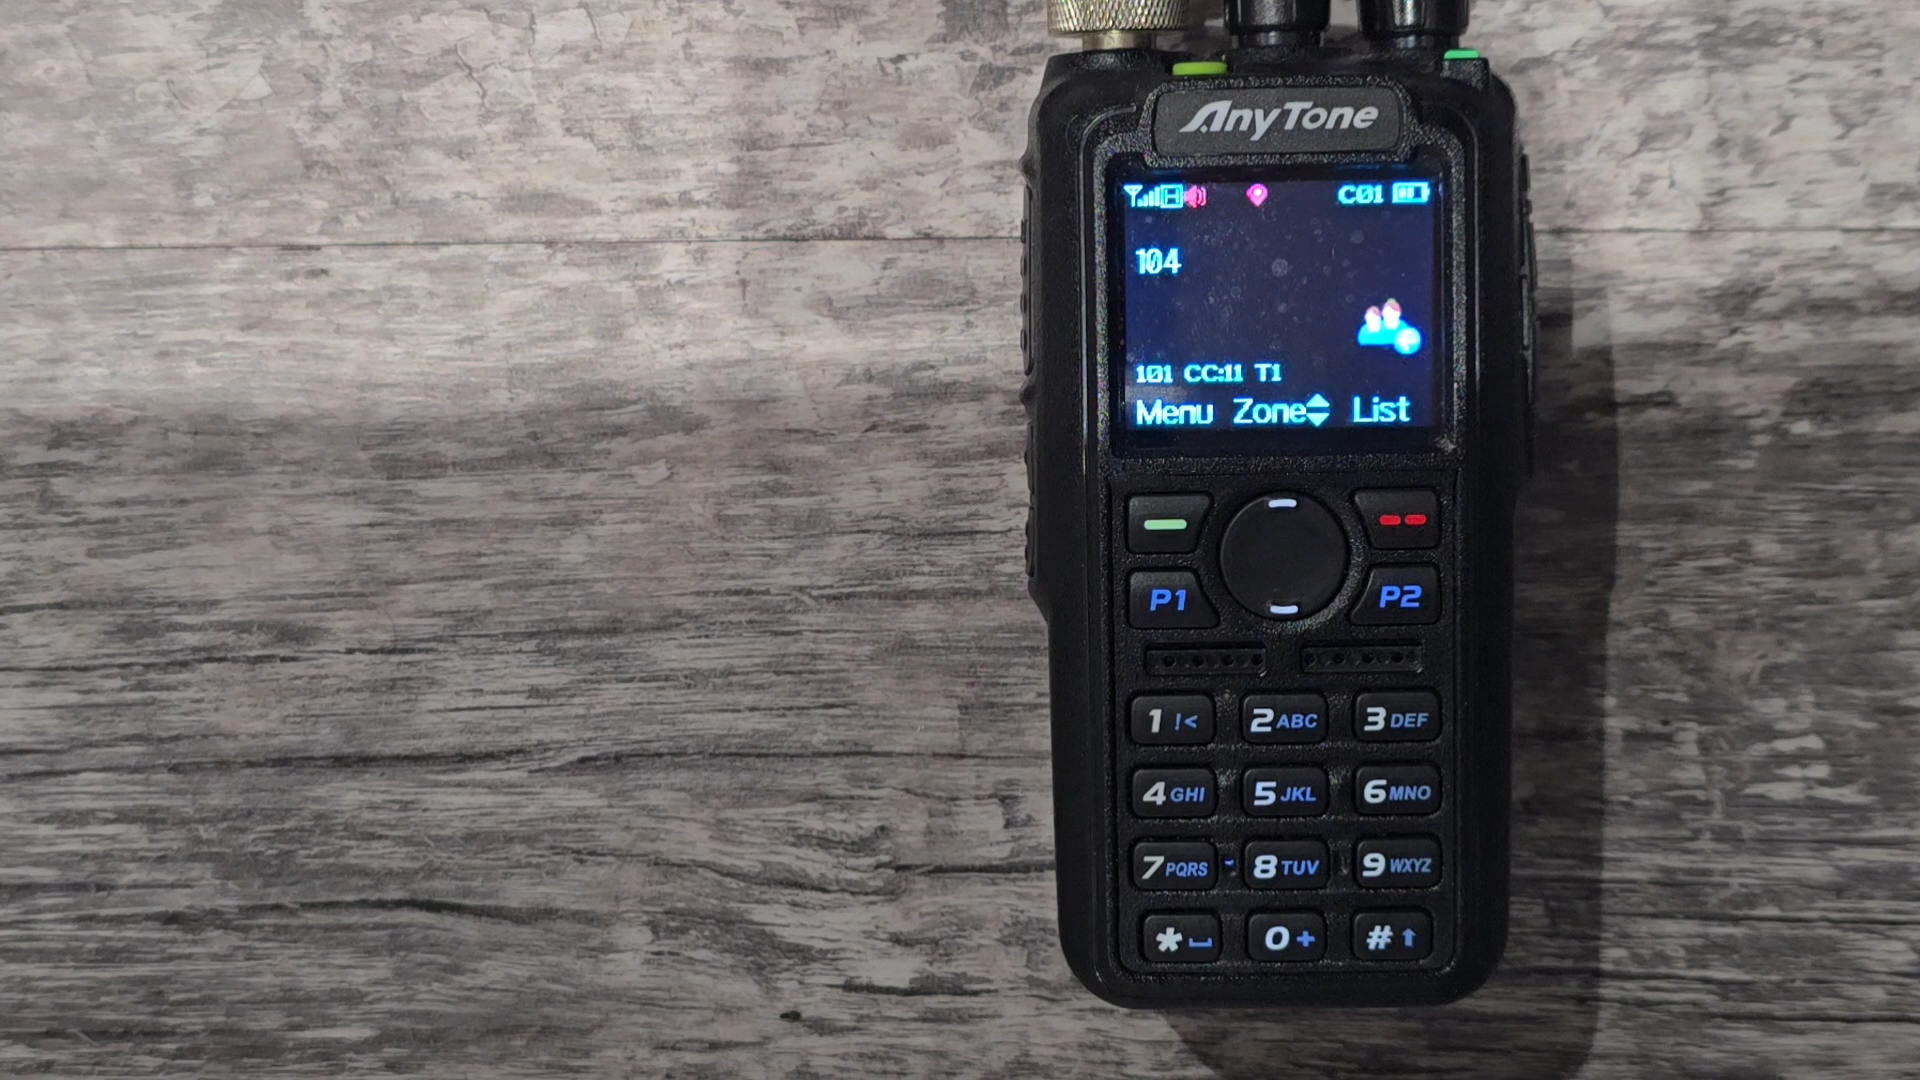 AnyTone
H C01
104
101 CC:11 T1
Menu Zone List
P1 P2
1 !< 2 ABC 3 DEF
4 GHI 5 JKL 6 MNO
7 PQRS 8 TUV 9 WXYZ
* 0 + #